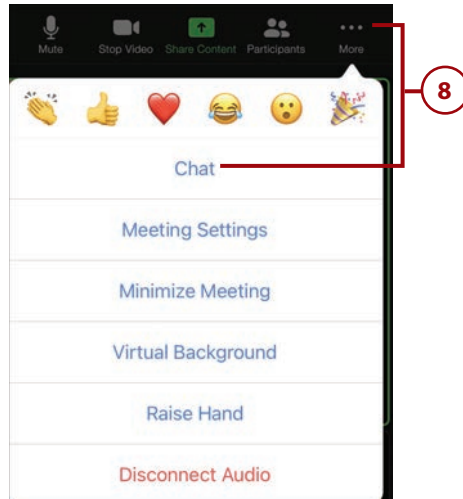 Mute Stop Video Share Content Participants More
8
Chat
Meeting Settings
Minimize Meeting
Virtual Background
Raise Hand
Disconnect Audio